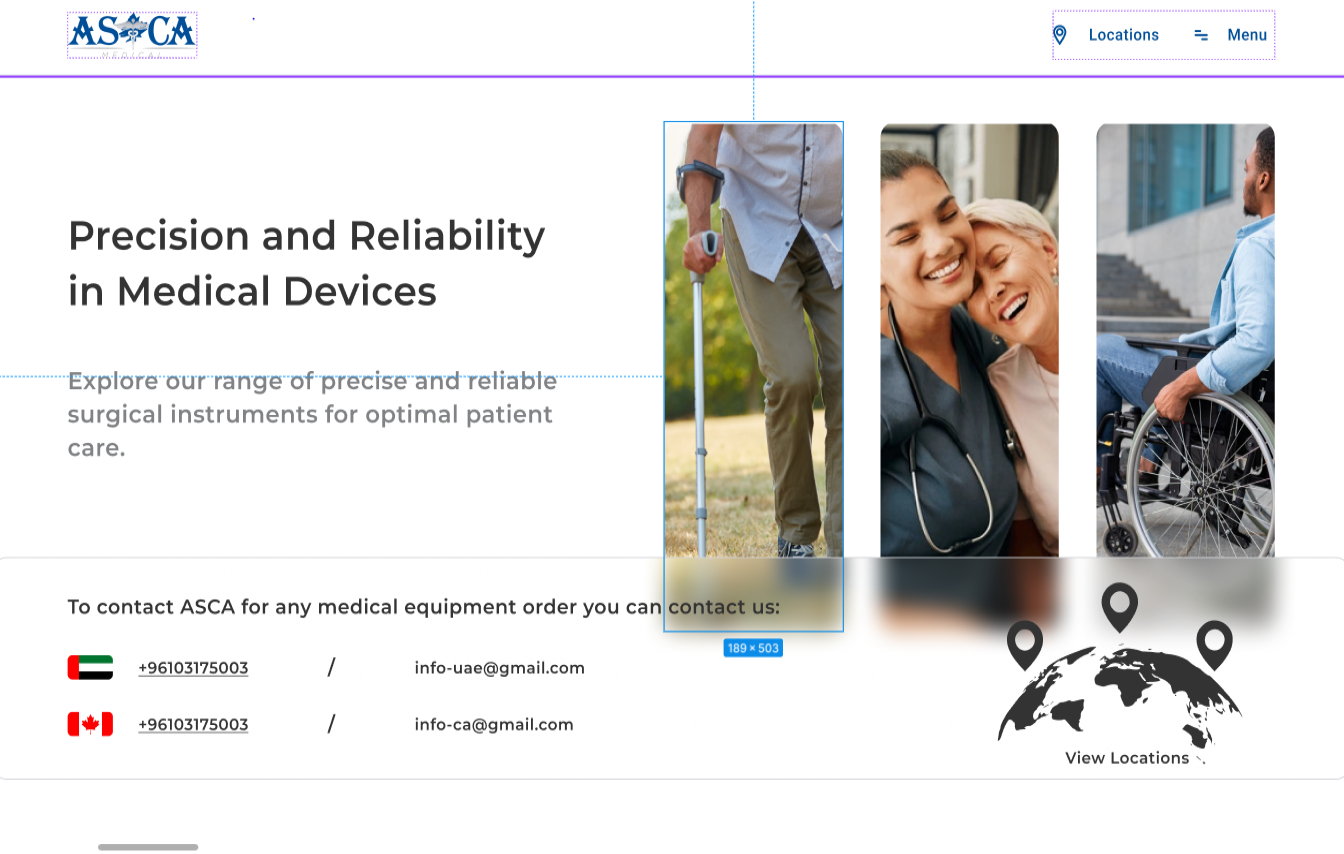 ASCA
MEDICAL
Locations
Menu
Precision and Reliability
in Medical Devices
Explore our range of precise and reliable
surgical instruments for optimal patient
care.
To contact ASCA for any medical equipment order you can contact us:
189 × 503
+96103175003 / info-uae@gmail.com
+96103175003 / info-ca@gmail.com
View Locations